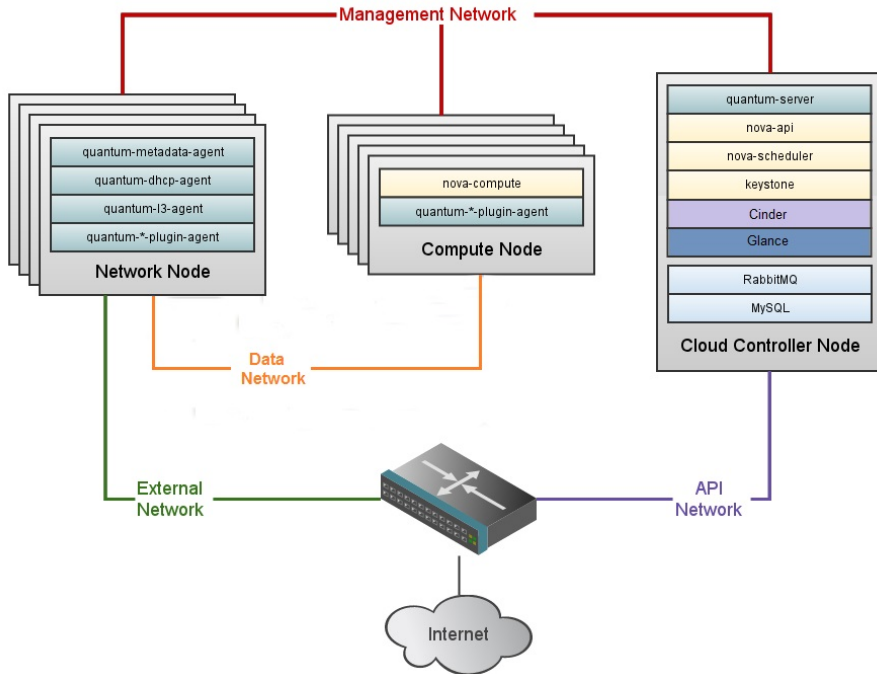 Management Network
quantum-metadata-agent
quantum-dhcp-agent
quantum-l3-agent
quantum-*-plugin-agent
Network Node
nova-compute
quantum-*-plugin-agent
Compute Node
quantum-server
nova-api
nova-scheduler
keystone
Cinder
Glance
RabbitMQ
MySQL
Cloud Controller Node
Data
Network
External
Network
API
Network
Internet